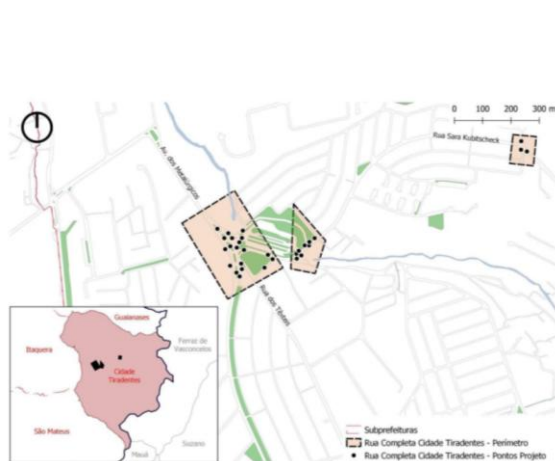 0 100 200 300 m
Rua Sara Kubitscheck
Av. dos Metalúrgicos
Rua dos Têxteis
Guaianases
Ferraz de
Vasconcelos
Itaquera
Cidade
Tiradentes
São Mateus
Mauá
Suzano
Subprefeituras
Rua Completa Cidade Tiradentes - Perímetro
Rua Completa Cidade Tiradentes - Pontos Projeto